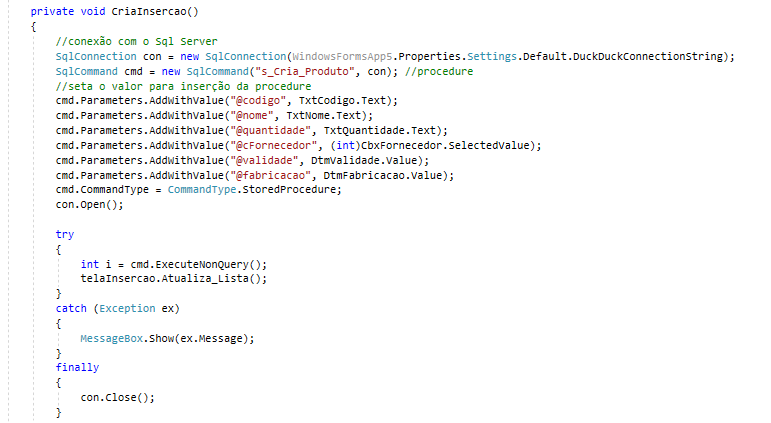 private void CriaInsercao()
{
//conexão com o Sql Server
SqlConnection con = new SqlConnection(WindowsFormsApp5.Properties.Settings.Default.DuckDuckConnectionString);
SqlCommand cmd = new SqlCommand("s_Cria_Produto", con); //procedure
//seta o valor para inserção da procedure
cmd.Parameters.AddWithValue("@codigo", TxtCodigo.Text);
cmd.Parameters.AddWithValue("@nome", TxtNome.Text);
cmd.Parameters.AddWithValue("@quantidade", TxtQuantidade.Text);
cmd.Parameters.AddWithValue("@cFornecedor", (int)CbxFornecedor.SelectedValue);
cmd.Parameters.AddWithValue("@validade", DtmValidade.Value);
cmd.Parameters.AddWithValue("@fabricacao", DtmFabricacao.Value);
cmd.CommandType = CommandType.StoredProcedure;
con.Open();
try
{
int i = cmd.ExecuteNonQuery();
telaInsercao.Atualiza_Lista();
}
catch (Exception ex)
{
MessageBox.Show(ex.Message);
}
finally
{
con.Close();
}